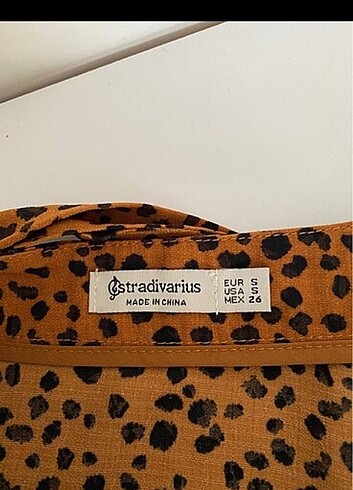 stradivarius
MADE IN CHINA
EUR S
USA S
MEX 26